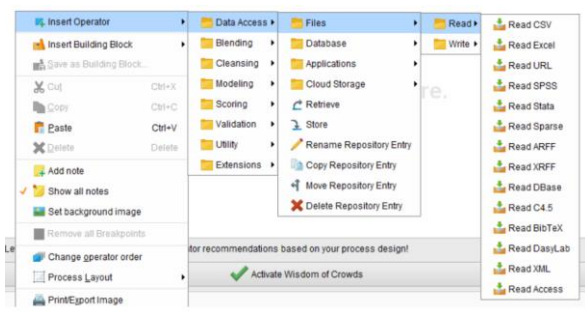 Insert Operator
Insert Building Block
Save as Building Block...
Cut Ctrl+X
Copy Ctrl+C
Paste Ctrl+V
Delete Delete
Add note
Show all notes
Set background image
Remove all Breakpoints
Change operator order
Process Layout
Print/Export Image
Data Access
Blending
Cleansing
Modeling
Scoring
Validation
Utility
Extensions
Files
Database
Applications
Cloud Storage
Retrieve
Store
Rename Repository Entry
Copy Repository Entry
Move Repository Entry
Delete Repository Entry
Read
Write
Read CSV
Read Excel
Read URL
Read SPSS
Read Stata
Read Sparse
Read ARFF
Read XRFF
Read DBase
Read C4.5
Read BibTeX
Read DasyLab
Read XML
Read Access
re.
Le
tor recommendations based on your process design!
Activate Wisdom of Crowds